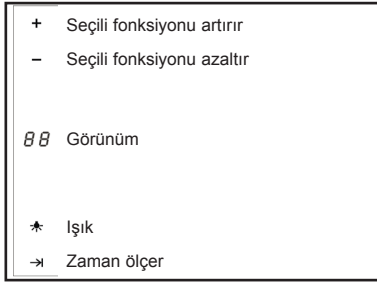 + Seçili fonksiyonu artırır
– Seçili fonksiyonu azaltır
88 Görünüm
Işık
Zaman ölçer